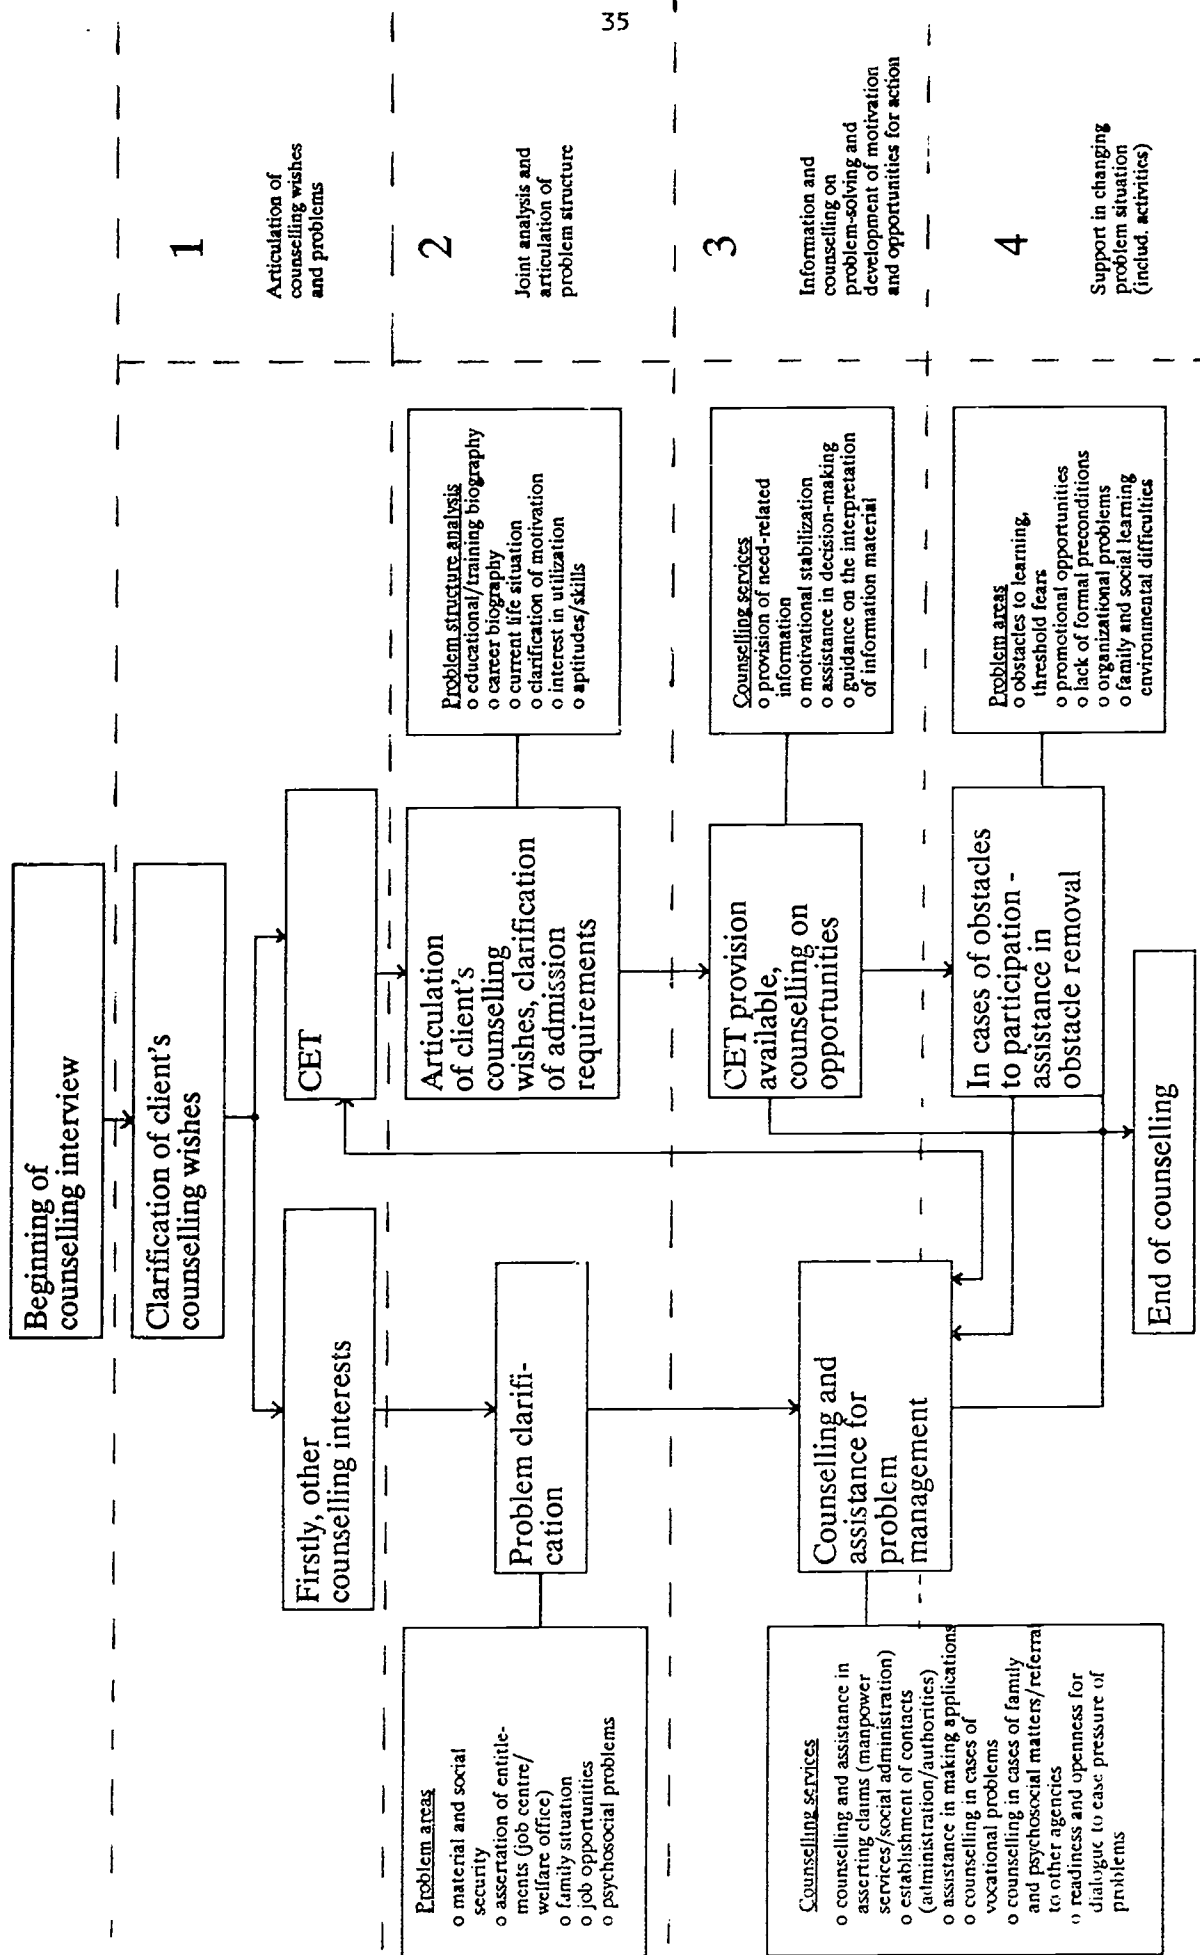 35
Beginning of
counselling interview
Clarification of client's
counselling wishes
1
Articulation of
counselling wishes
and problems
Firstly, other
counselling interests
CET
Problem areas
o material and social
security
o assertation of entitle-
ments (job centre/
welfare office)
o family situation
o job opportunities
o psychosocial problems
Problem clarifi-
cation
Articulation
of client's
counselling
wishes, clarification
of admission
requirements
Problem structure analysis
o educational/training biography
o career biography
o current life situation
o clarification of motivation
o interest in utilization
o aptitudes/skills
2
Joint analysis and
articulation of
problem structure
Counselling services
o counselling and assistance in
asserting claims (manpower
services/social administration)
o establishment of contacts
(administration/authorities)
o assistance in making applications
o counselling in cases of
vocational problems
o counselling in cases of family
and psychosocial matters/referral
to other agencies
o readiness and openness for
dialogue to ease pressure of
problems
Counselling and
assistance for
problem
management
CET provision
available,
counselling on
opportunities
Counselling services
o provision of need-related
information
o motivational stabilization
o assistance in decision-making
o guidance on the interpretation
of information material
3
Information and
counselling on
problem-solving and
development of motivation
and opportunities for action
In cases of obstacles
to participation -
assistance in
obstacle removal
Problem areas
o obstacles to learning,
threshold fears
o promotional opportunities
o lack of formal preconditions
o organizational problems
o family and social learning
environmental difficulties
4
Support in changing
problem situation
(includ. activities)
End of counselling